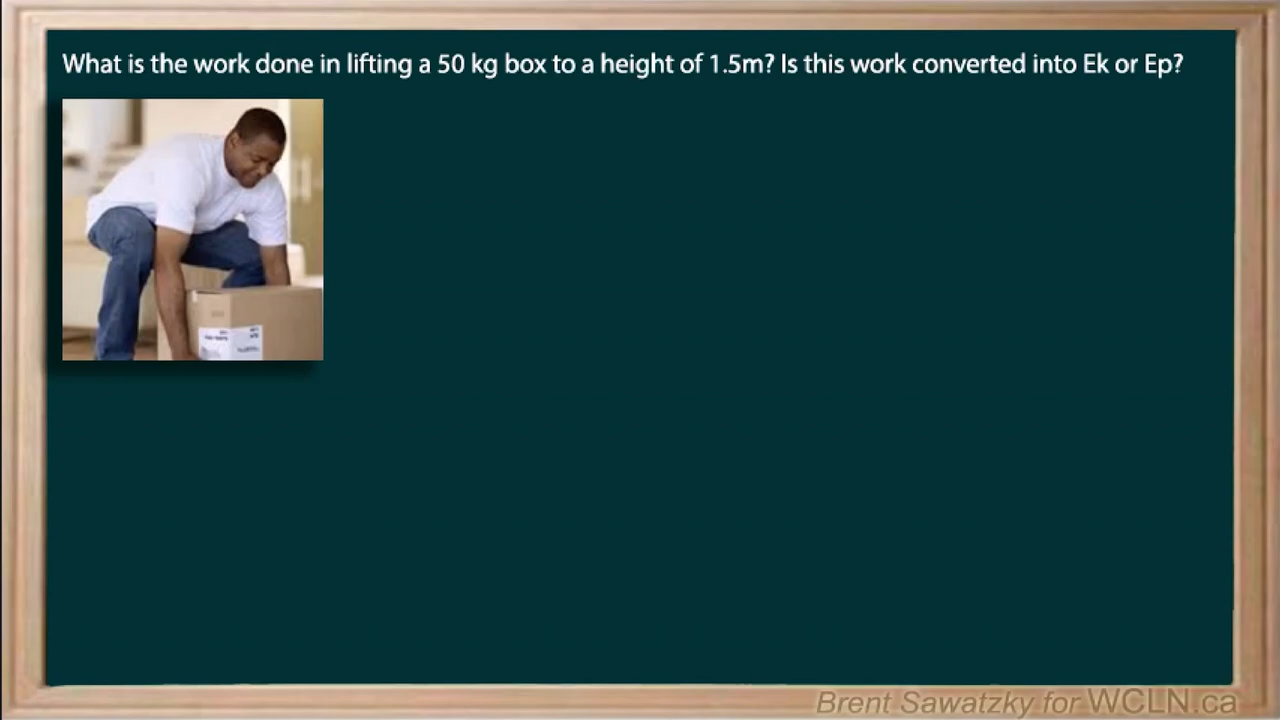 What is the work done in lifting a 50 kg box to a height of 1.5m? Is this work converted into Ek or Ep?
Brent Sawatzky for WCLN.ca